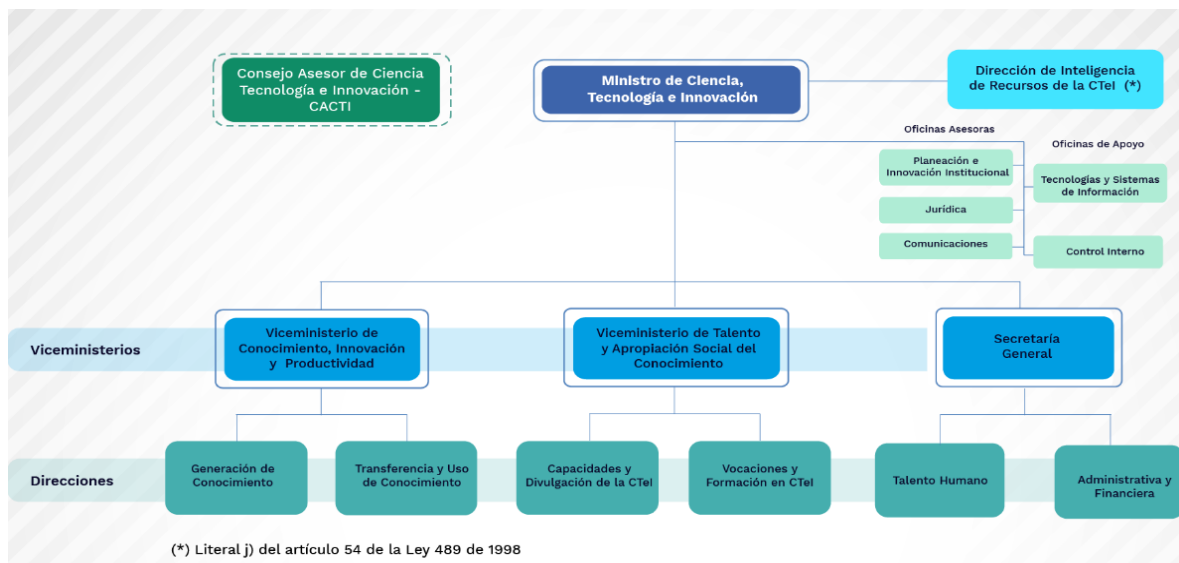 Consejo Asesor de Ciencia
Tecnología e Innovación -
CACTI
Ministro de Ciencia,
Tecnología e Innovación
Dirección de Inteligencia
de Recursos de la CTeI (*)
Oficinas Asesoras
Oficinas de Apoyo
Planeación e
Innovación Institucional
Tecnologías y Sistemas
de Información
Jurídica
Comunicaciones
Control Interno
Viceministerios
Viceministerio de
Conocimiento, Innovación
y Productividad
Viceministerio de Talento
y Apropiación Social del
Conocimiento
Secretaría
General
Direcciones
Generación de
Conocimiento
Transferencia y Uso
de Conocimiento
Capacidades y
Divulgación de la CTeI
Vocaciones y
Formación en CTeI
Talento Humano
Administrativa y
Financiera
(*) Literal j) del artículo 54 de la Ley 489 de 1998